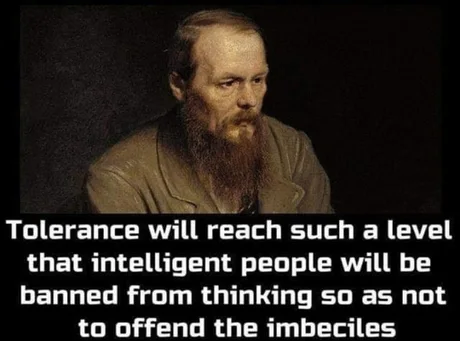 Tolerance will reach such a level
that intelligent people will be
banned from thinking so as not
to offend the imbeciles